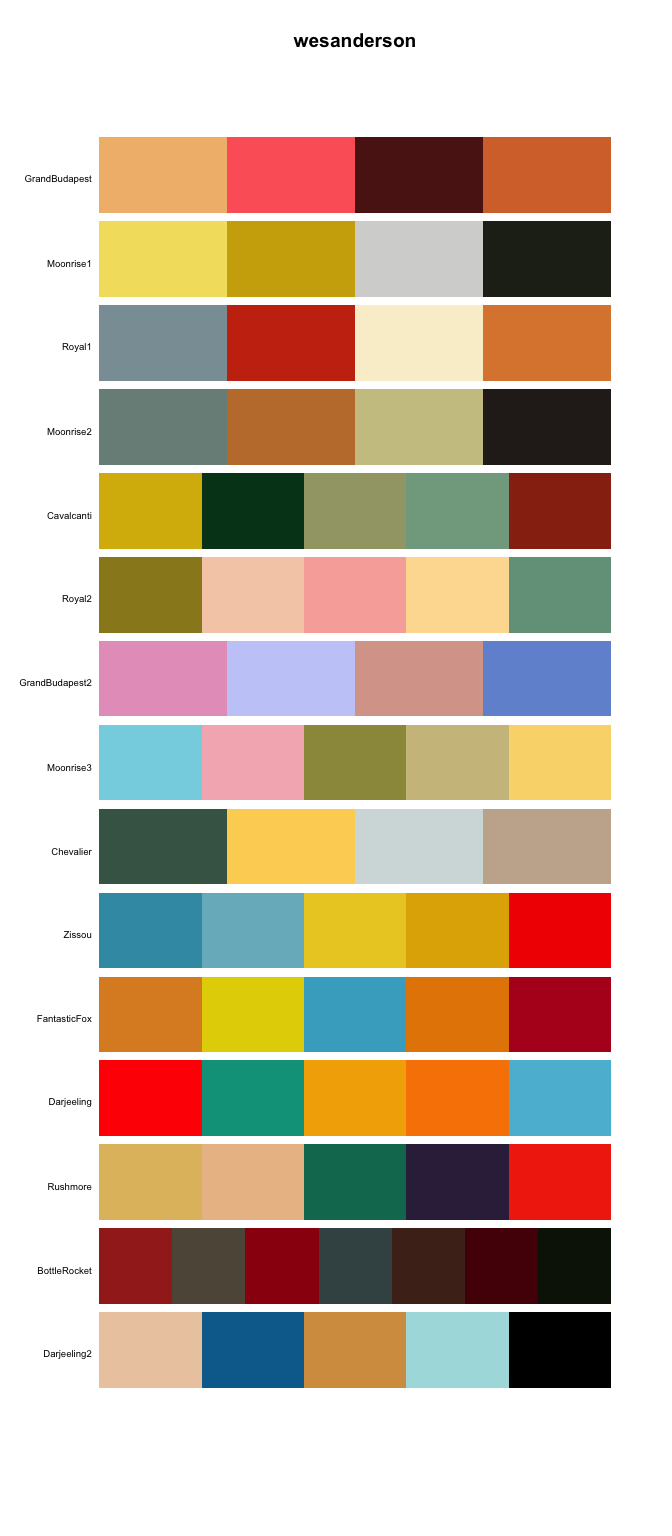 wesanderson
GrandBudapest
Moonrise1
Royal1
Moonrise2
Cavalcanti
Royal2
GrandBudapest2
Moonrise3
Chevalier
Zissou
FantasticFox
Darjeeling
Rushmore
BottleRocket
Darjeeling2